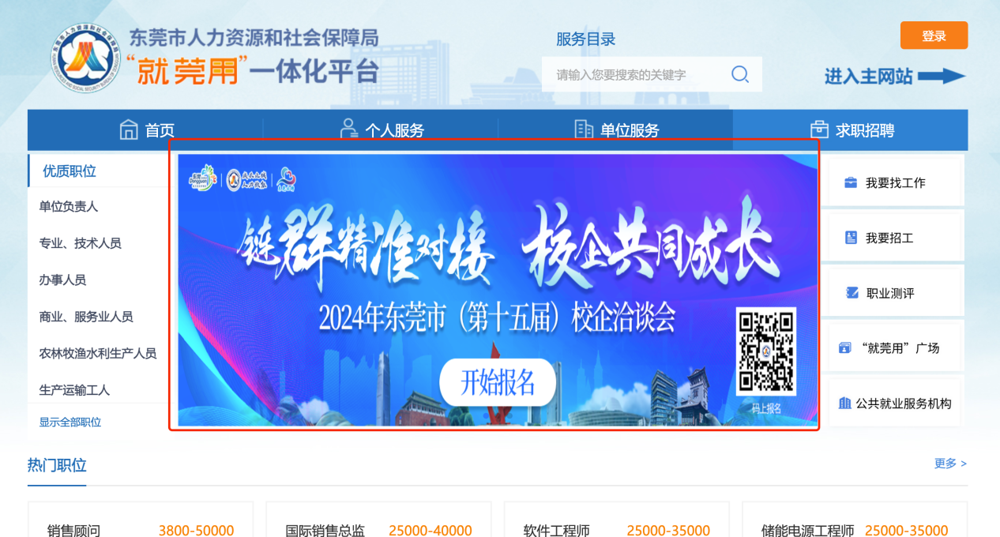 东莞市人力资源和社会保障局
“就莞用”一体化平台
服务目录
请输入您要搜索的关键字
登录
进入主网站
首页
个人服务
单位服务
求职招聘
优质职位
单位负责人
专业、技术人员
办事人员
商业、服务业人员
农林牧渔水利生产人员
生产运输工人
显示全部职位
链群精准对接 校企共同成长
2024年东莞市（第十五届）校企洽谈会
开始报名
码上报名
我要找工作
我要招工
职业测评
“就莞用”广场
公共就业服务机构
热门职位
更多 >
销售顾问 3800-50000
国际销售总监 25000-40000
软件工程师 25000-35000
储能电源工程师 25000-35000